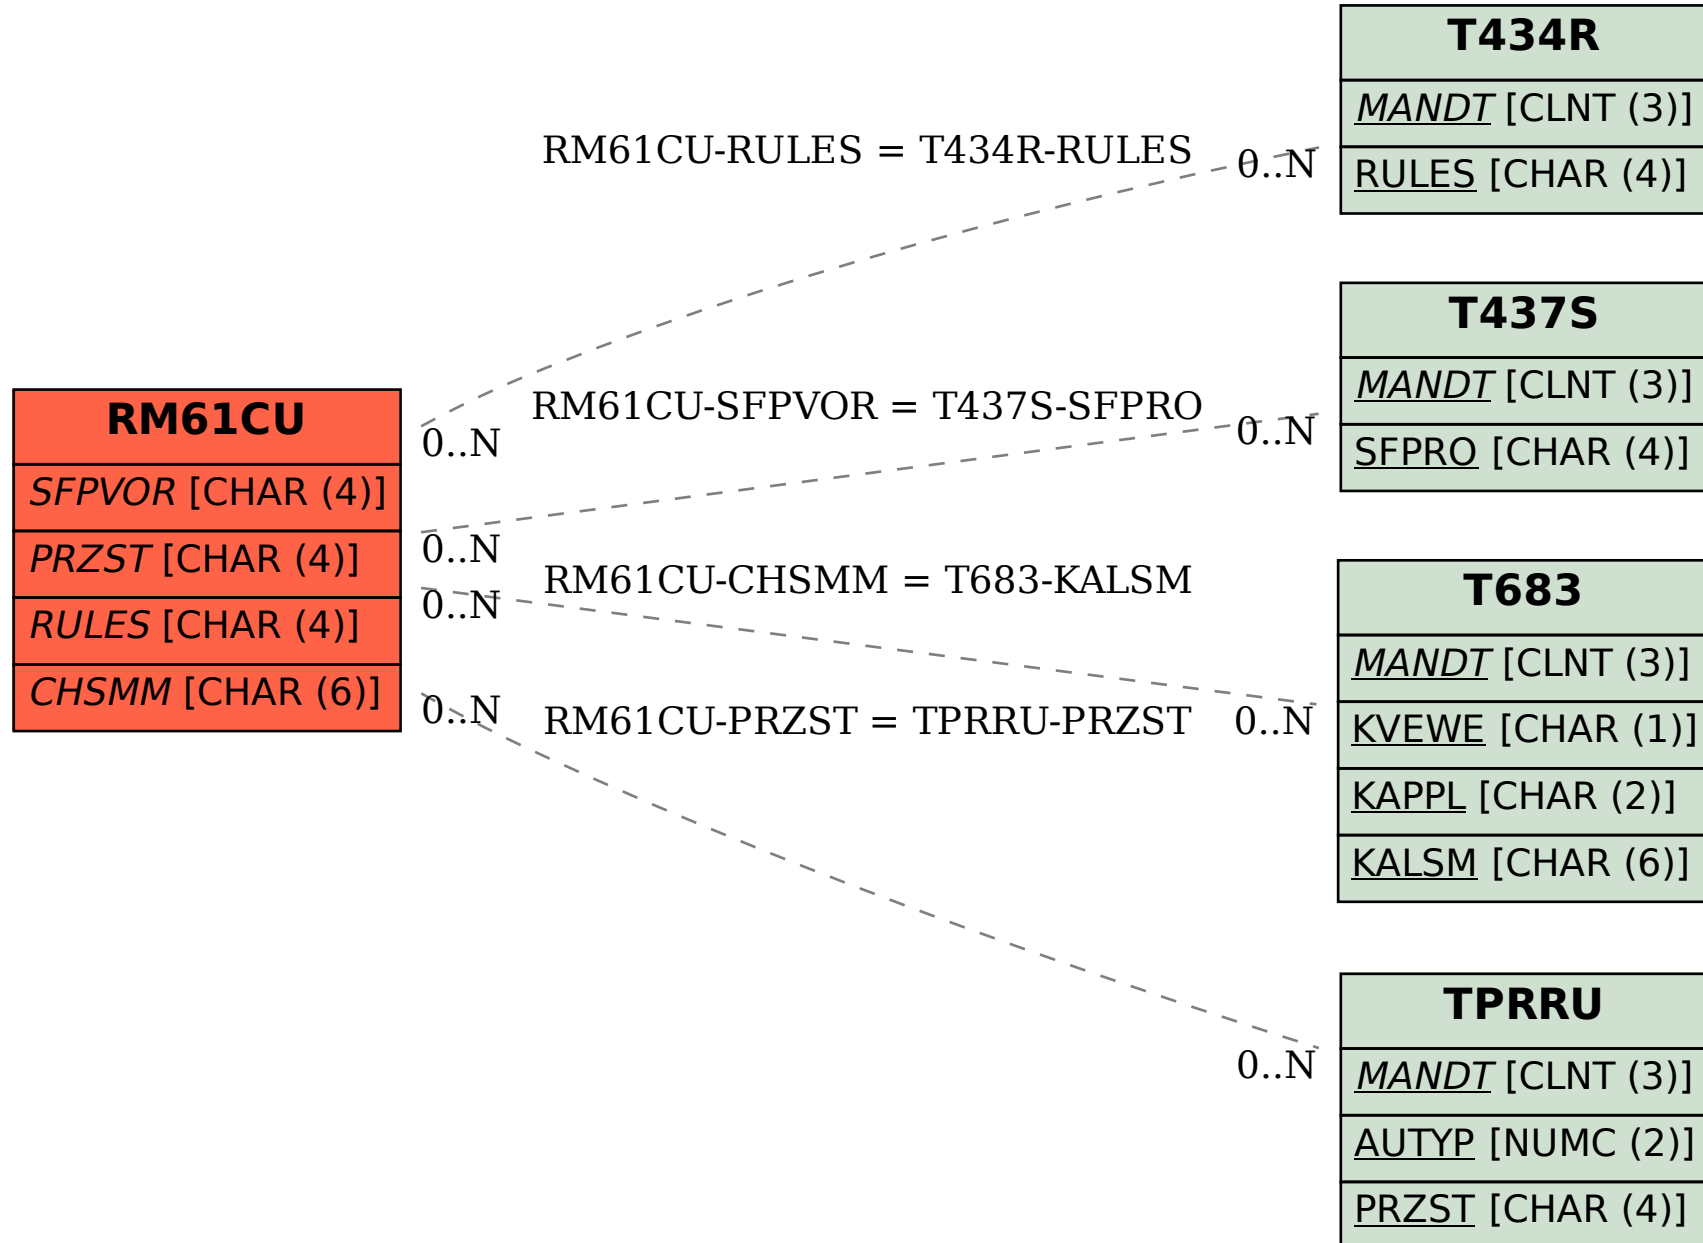 RM61CU
SFPVOR [CHAR (4)]
PRZST [CHAR (4)]
RULES [CHAR (4)]
CHSMM [CHAR (6)]
RM61CU-RULES = T434R-RULES
0..N
0..N
RM61CU-SFPVOR = T437S-SFPRO
0..N
0..N
RM61CU-CHSMM = T683-KALSM
0..N
0..N
RM61CU-PRZST = TPRRU-PRZST
0..N
0..N
T434R
MANDT [CLNT (3)]
RULES [CHAR (4)]
T437S
MANDT [CLNT (3)]
SFPRO [CHAR (4)]
T683
MANDT [CLNT (3)]
KVEWE [CHAR (1)]
KAPPL [CHAR (2)]
KALSM [CHAR (6)]
TPRRU
MANDT [CLNT (3)]
AUTYP [NUMC (2)]
PRZST [CHAR (4)]